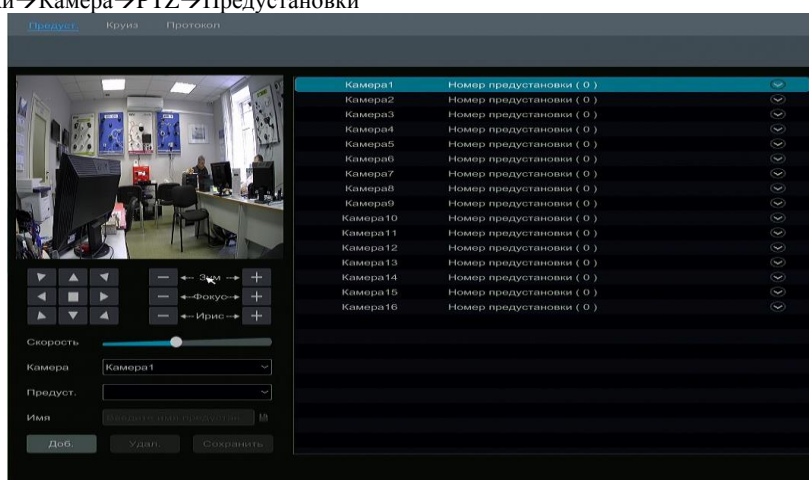 ки→Камера→PTZ→Предустановки
Предуст. Круиз Протокол
Камера1 Номер предустановки ( 0 )
Камера2 Номер предустановки ( 0 )
Камера3 Номер предустановки ( 0 )
Камера4 Номер предустановки ( 0 )
Камера5 Номер предустановки ( 0 )
Камера6 Номер предустановки ( 0 )
Камера7 Номер предустановки ( 0 )
Камера8 Номер предустановки ( 0 )
Камера9 Номер предустановки ( 0 )
Камера10 Номер предустановки ( 0 )
Камера11 Номер предустановки ( 0 )
Камера12 Номер предустановки ( 0 )
Камера13 Номер предустановки ( 0 )
Камера14 Номер предустановки ( 0 )
Камера15 Номер предустановки ( 0 )
Камера16 Номер предустановки ( 0 )
Зум
Фокус
Ирис
Скорость
Камера Камера1
Предуст.
Имя Введите имя предустан
Доб. Удал. Сохранить